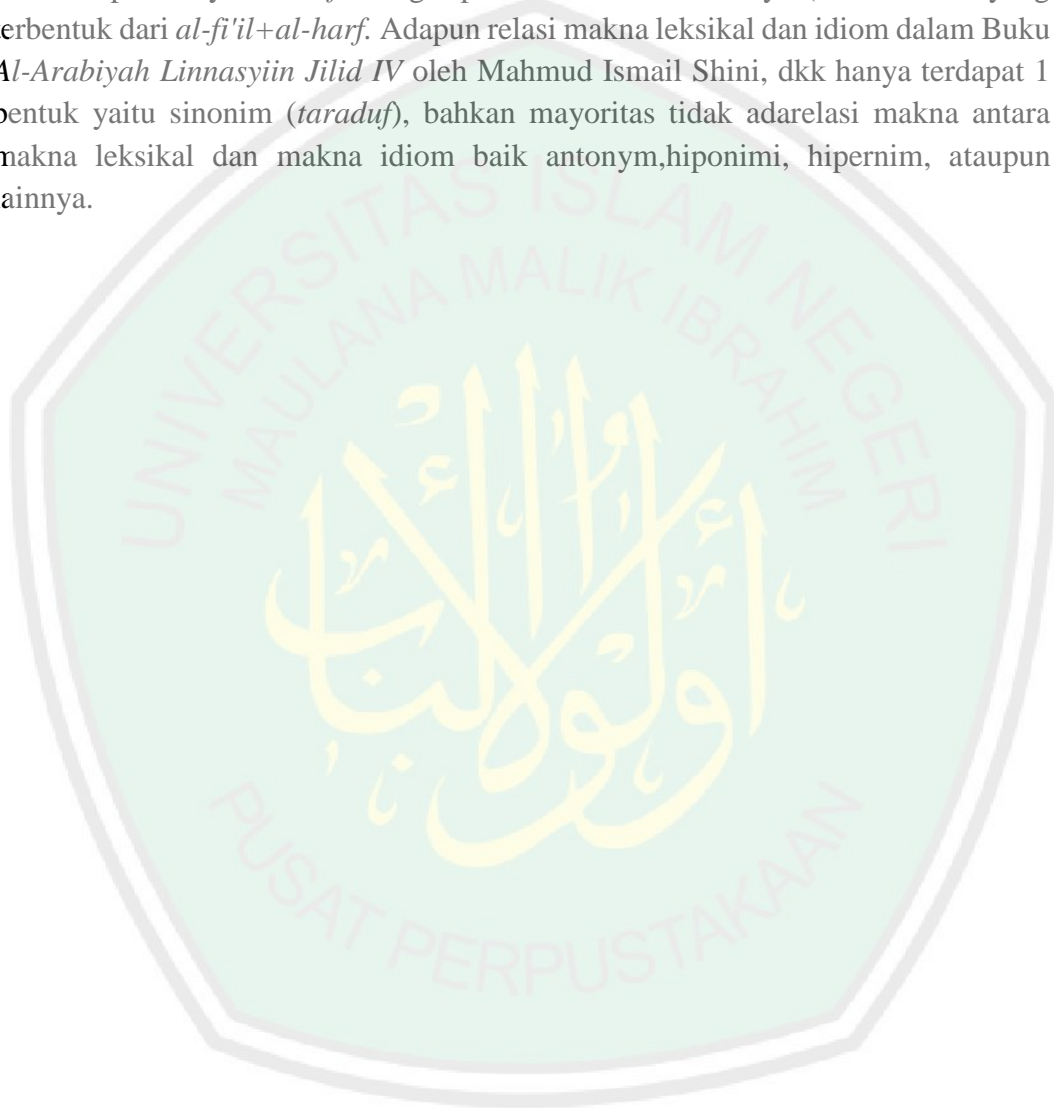 terbentuk dari al-fi'il+al-harf. Adapun relasi makna leksikal dan idiom dalam Buku
Al-Arabiyah Linnasyiin Jilid IV oleh Mahmud Ismail Shini, dkk hanya terdapat 1
bentuk yaitu sinonim (taraduf), bahkan mayoritas tidak adarelasi makna antara
makna leksikal dan makna idiom baik antonym,hiponimi, hipernim, ataupun
lainnya.
UNIVERSITAS ISLAM NEGERI
MAULANA MALIK IBRAHIM
أولو الألباب
PUSAT PERPUSTAKAAN